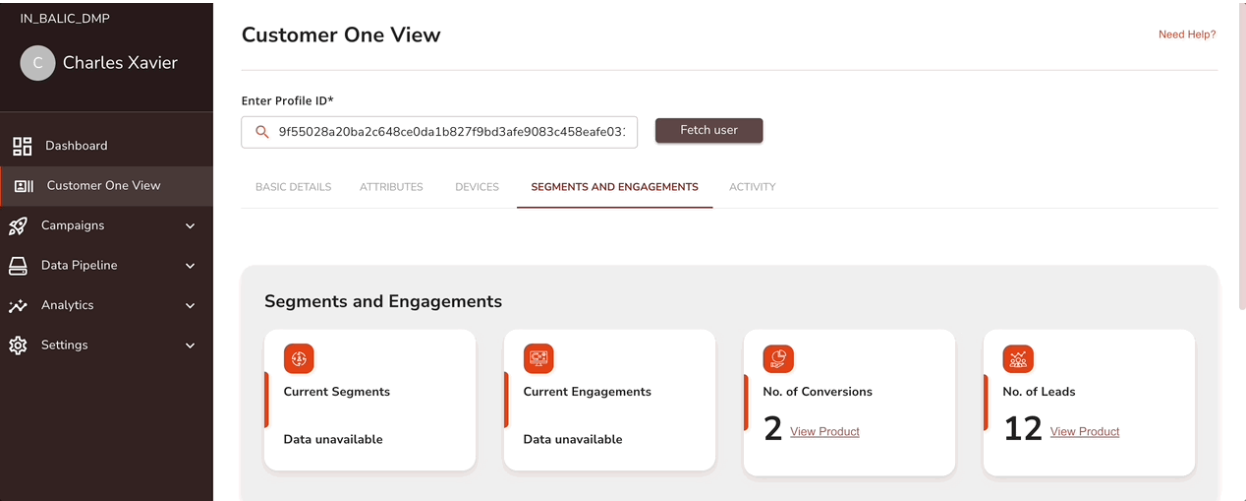 IN_BALIC_DMP
C
Charles Xavier
Dashboard
Customer One View
Campaigns
Data Pipeline
Analytics
Settings
Customer One View
Need Help?
Enter Profile ID*
9f55028a20ba2c648ce0da1b827f9bd3afe9083c458eafe031
Fetch user
BASIC DETAILS ATTRIBUTES DEVICES SEGMENTS AND ENGAGEMENTS ACTIVITY
Segments and Engagements
Current Segments
Data unavailable
Current Engagements
Data unavailable
No. of Conversions
2 View Product
No. of Leads
12 View Product